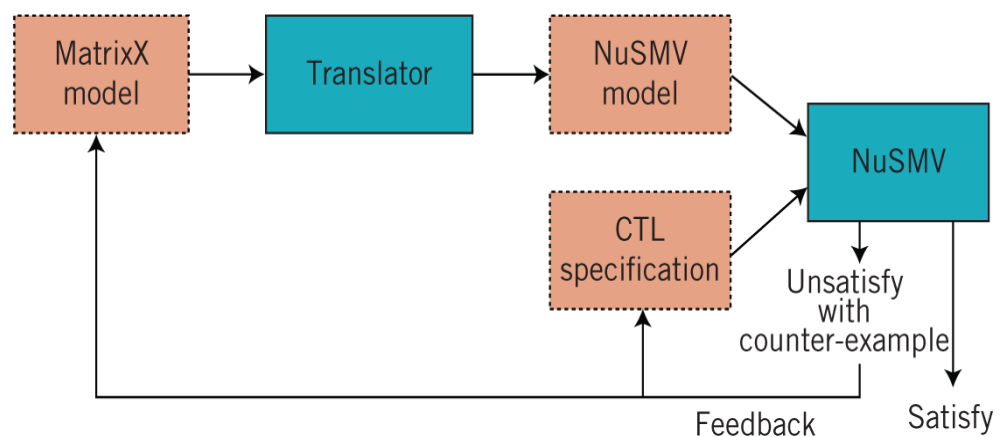 MatrixX
model
Translator
NuSMV
model
NuSMV
CTL
specification
Unsatisfy
with
counter-example
Feedback
Satisfy